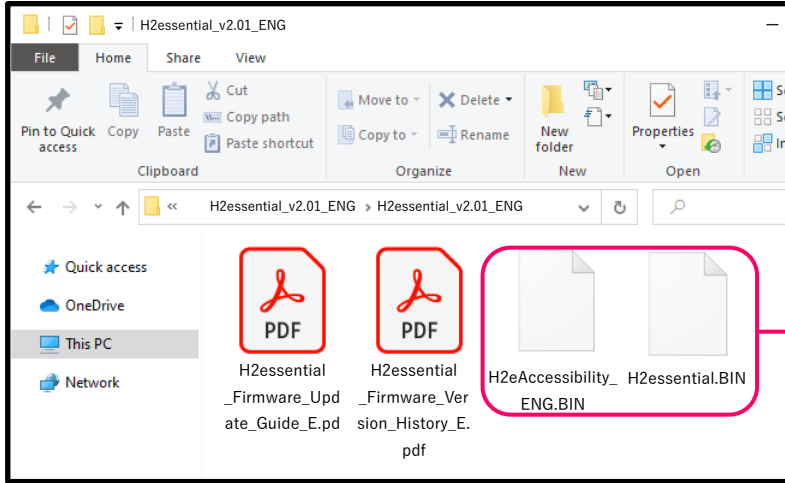 H2essential_v2.01_ENG
File Home Share View
Pin to Quick access
Copy
Paste
Cut
Copy path
Paste shortcut
Clipboard
Move to
Copy to
Delete
Rename
Organize
New folder
New
Properties
Open
H2essential_v2.01_ENG > H2essential_v2.01_ENG
Quick access
OneDrive
This PC
Network
PDF
H2essential
_Firmware_Upd
ate_Guide_E.pd
PDF
H2essential
_Firmware_Ver
sion_History_E.
pdf
H2eAccessibility_
ENG.BIN
H2essential.BIN